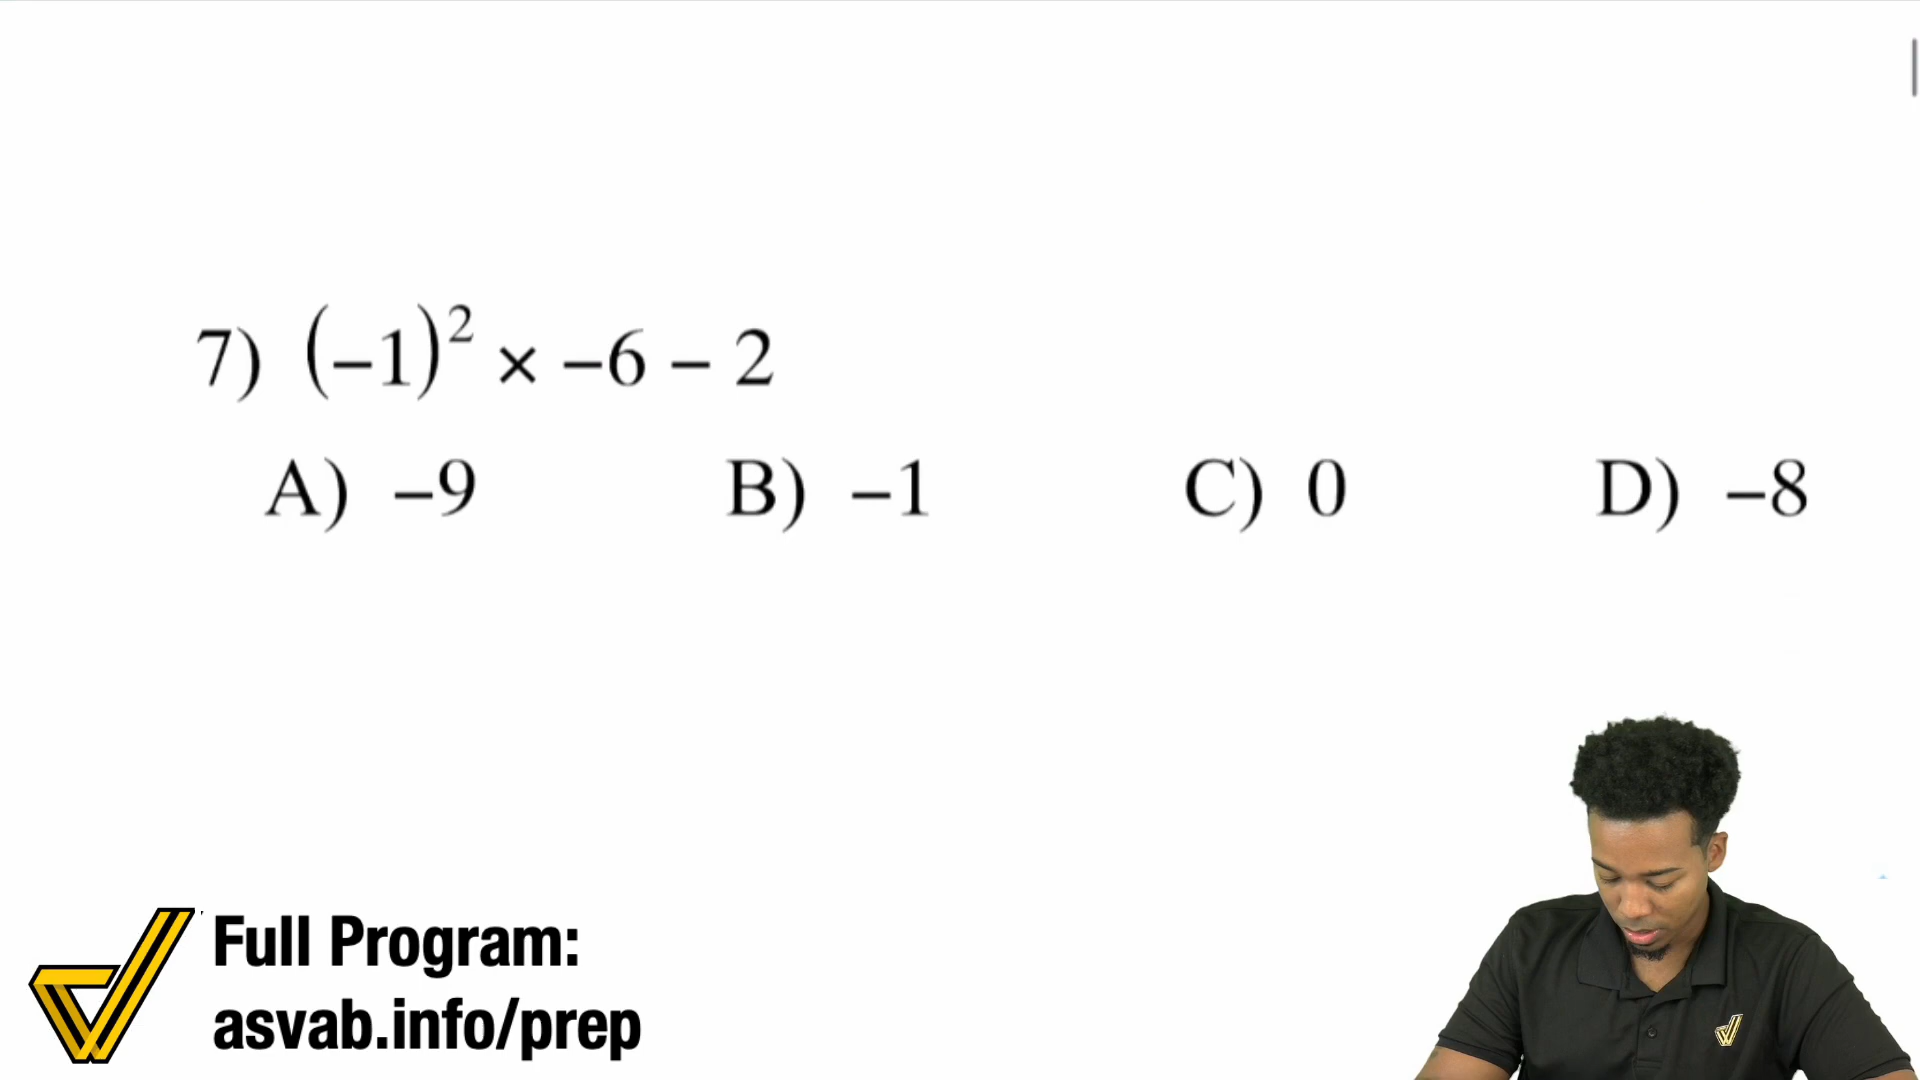 7) (−1)² × −6 − 2
A) −9 B) −1 C) 0 D) −8
Full Program:
asvab.info/prep